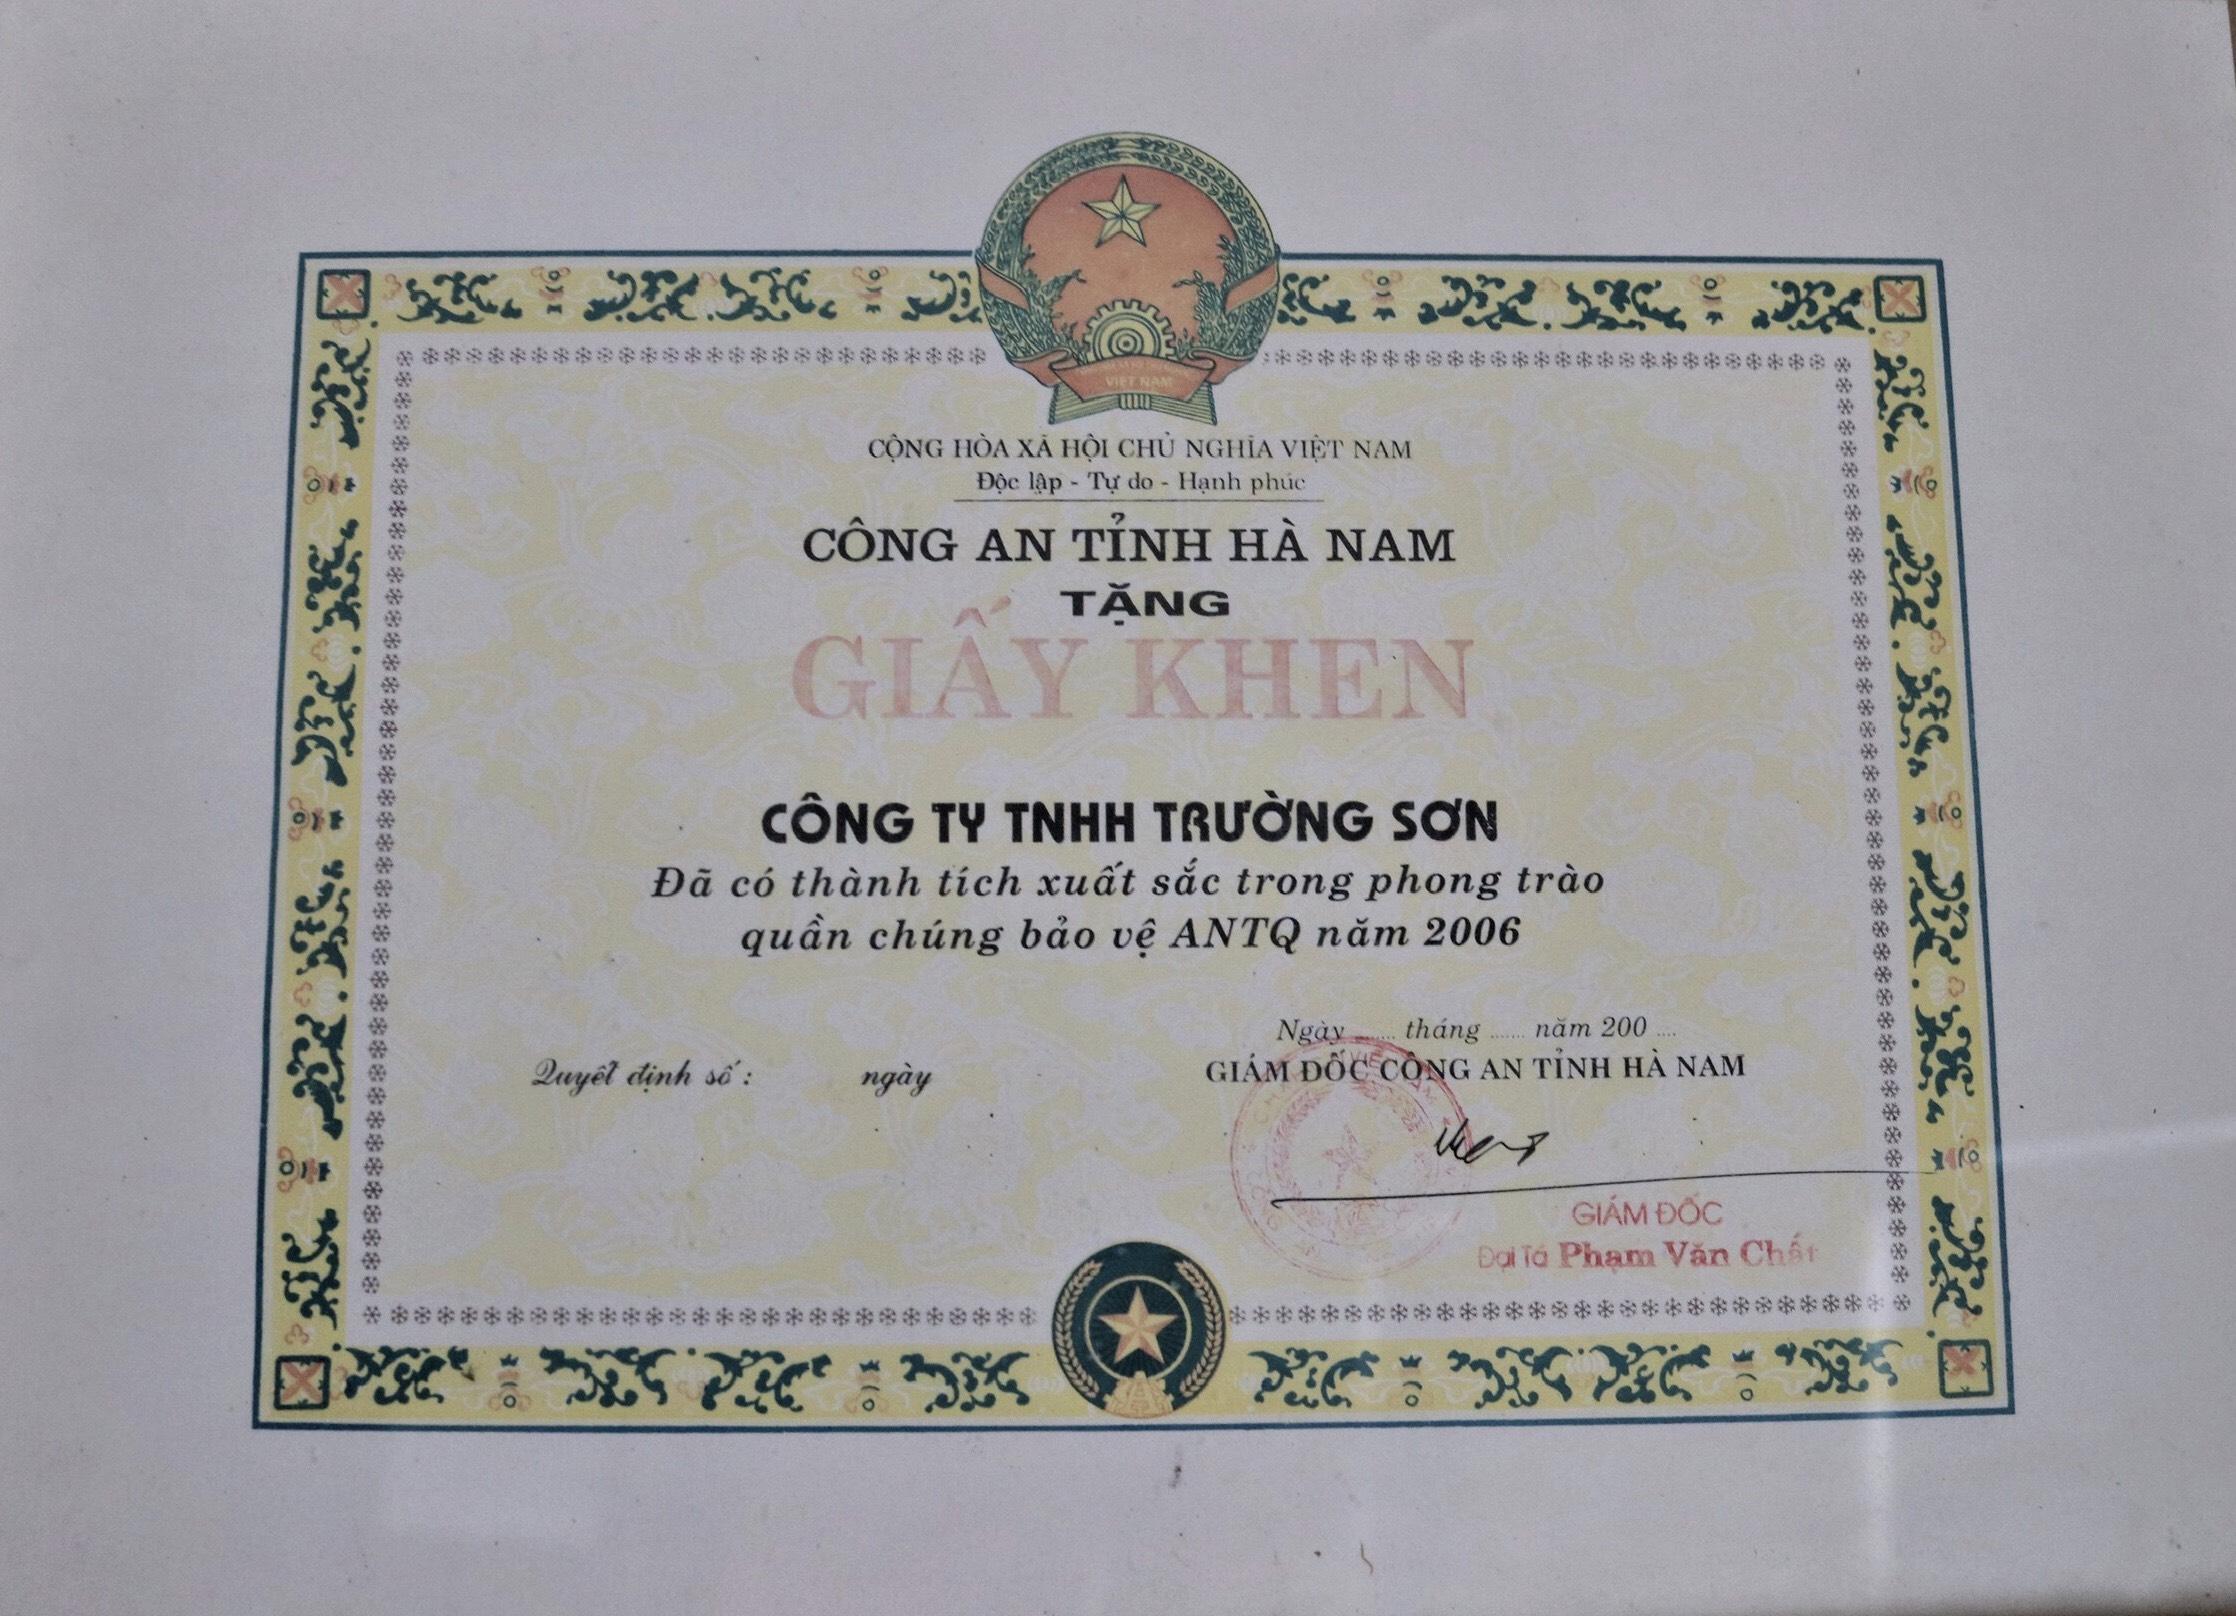 VIỆT NAM
CỘNG HÒA XÃ HỘI CHỦ NGHĨA VIỆT NAM
Độc lập - Tự do - Hạnh phúc
CÔNG AN TỈNH HÀ NAM
TẶNG
GIẤY KHEN
CÔNG TY TNHH TRƯỜNG SƠN
Đã có thành tích xuất sắc trong phong trào
quần chúng bảo vệ ANTQ năm 2006
Ngày ........ tháng ....... năm 200 ....
Quyết định số : ngày
GIÁM ĐỐC CÔNG AN TỈNH HÀ NAM
GIÁM ĐỐC
Đại Tá Phạm Văn Chất